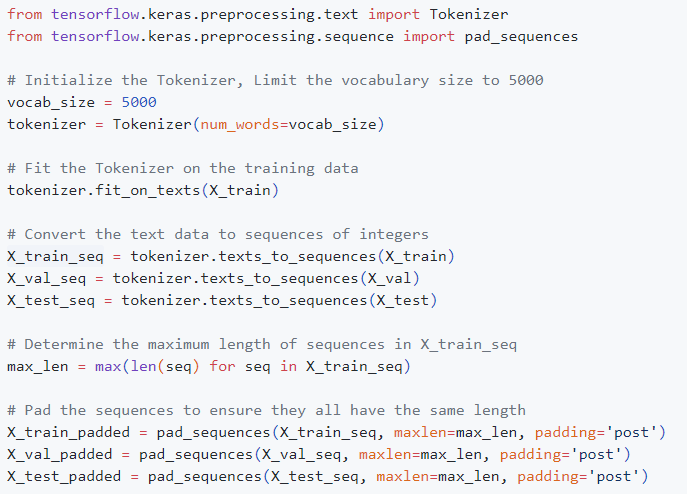 from tensorflow.keras.preprocessing.text import Tokenizer
from tensorflow.keras.preprocessing.sequence import pad_sequences
# Initialize the Tokenizer, Limit the vocabulary size to 5000
vocab_size = 5000
tokenizer = Tokenizer(num_words=vocab_size)
# Fit the Tokenizer on the training data
tokenizer.fit_on_texts(X_train)
# Convert the text data to sequences of integers
X_train_seq = tokenizer.texts_to_sequences(X_train)
X_val_seq = tokenizer.texts_to_sequences(X_val)
X_test_seq = tokenizer.texts_to_sequences(X_test)
# Determine the maximum length of sequences in X_train_seq
max_len = max(len(seq) for seq in X_train_seq)
# Pad the sequences to ensure they all have the same length
X_train_padded = pad_sequences(X_train_seq, maxlen=max_len, padding='post')
X_val_padded = pad_sequences(X_val_seq, maxlen=max_len, padding='post')
X_test_padded = pad_sequences(X_test_seq, maxlen=max_len, padding='post')